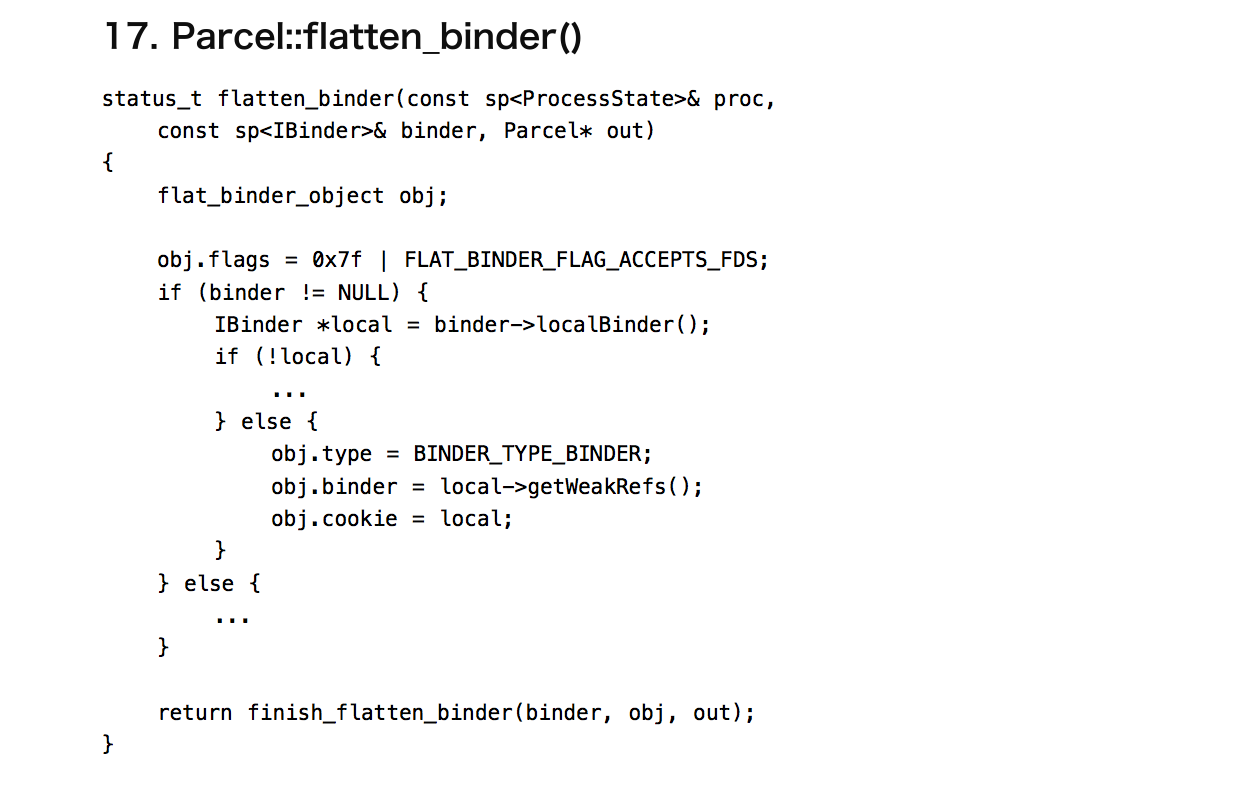 17. Parcel::flatten_binder()
status_t flatten_binder(const sp<ProcessState>& proc,
    const sp<IBinder>& binder, Parcel* out)
{
    flat_binder_object obj;

    obj.flags = 0x7f | FLAT_BINDER_FLAG_ACCEPTS_FDS;
    if (binder != NULL) {
        IBinder *local = binder->localBinder();
        if (!local) {
            ...
        } else {
            obj.type = BINDER_TYPE_BINDER;
            obj.binder = local->getWeakRefs();
            obj.cookie = local;
        }
    } else {
        ...
    }

    return finish_flatten_binder(binder, obj, out);
}